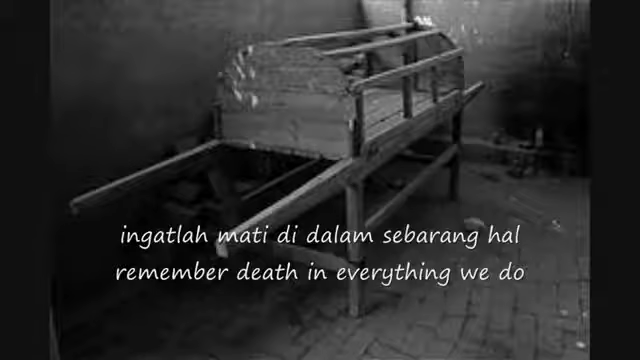 ingatlah mati di dalam sebarang hal
remember death in everything we do